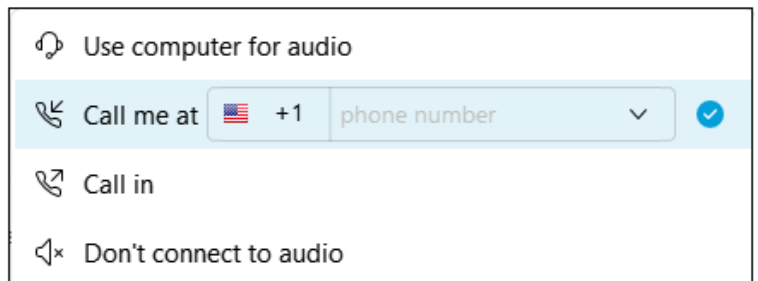 Use computer for audio
Call me at +1 phone number
Call in
Don't connect to audio